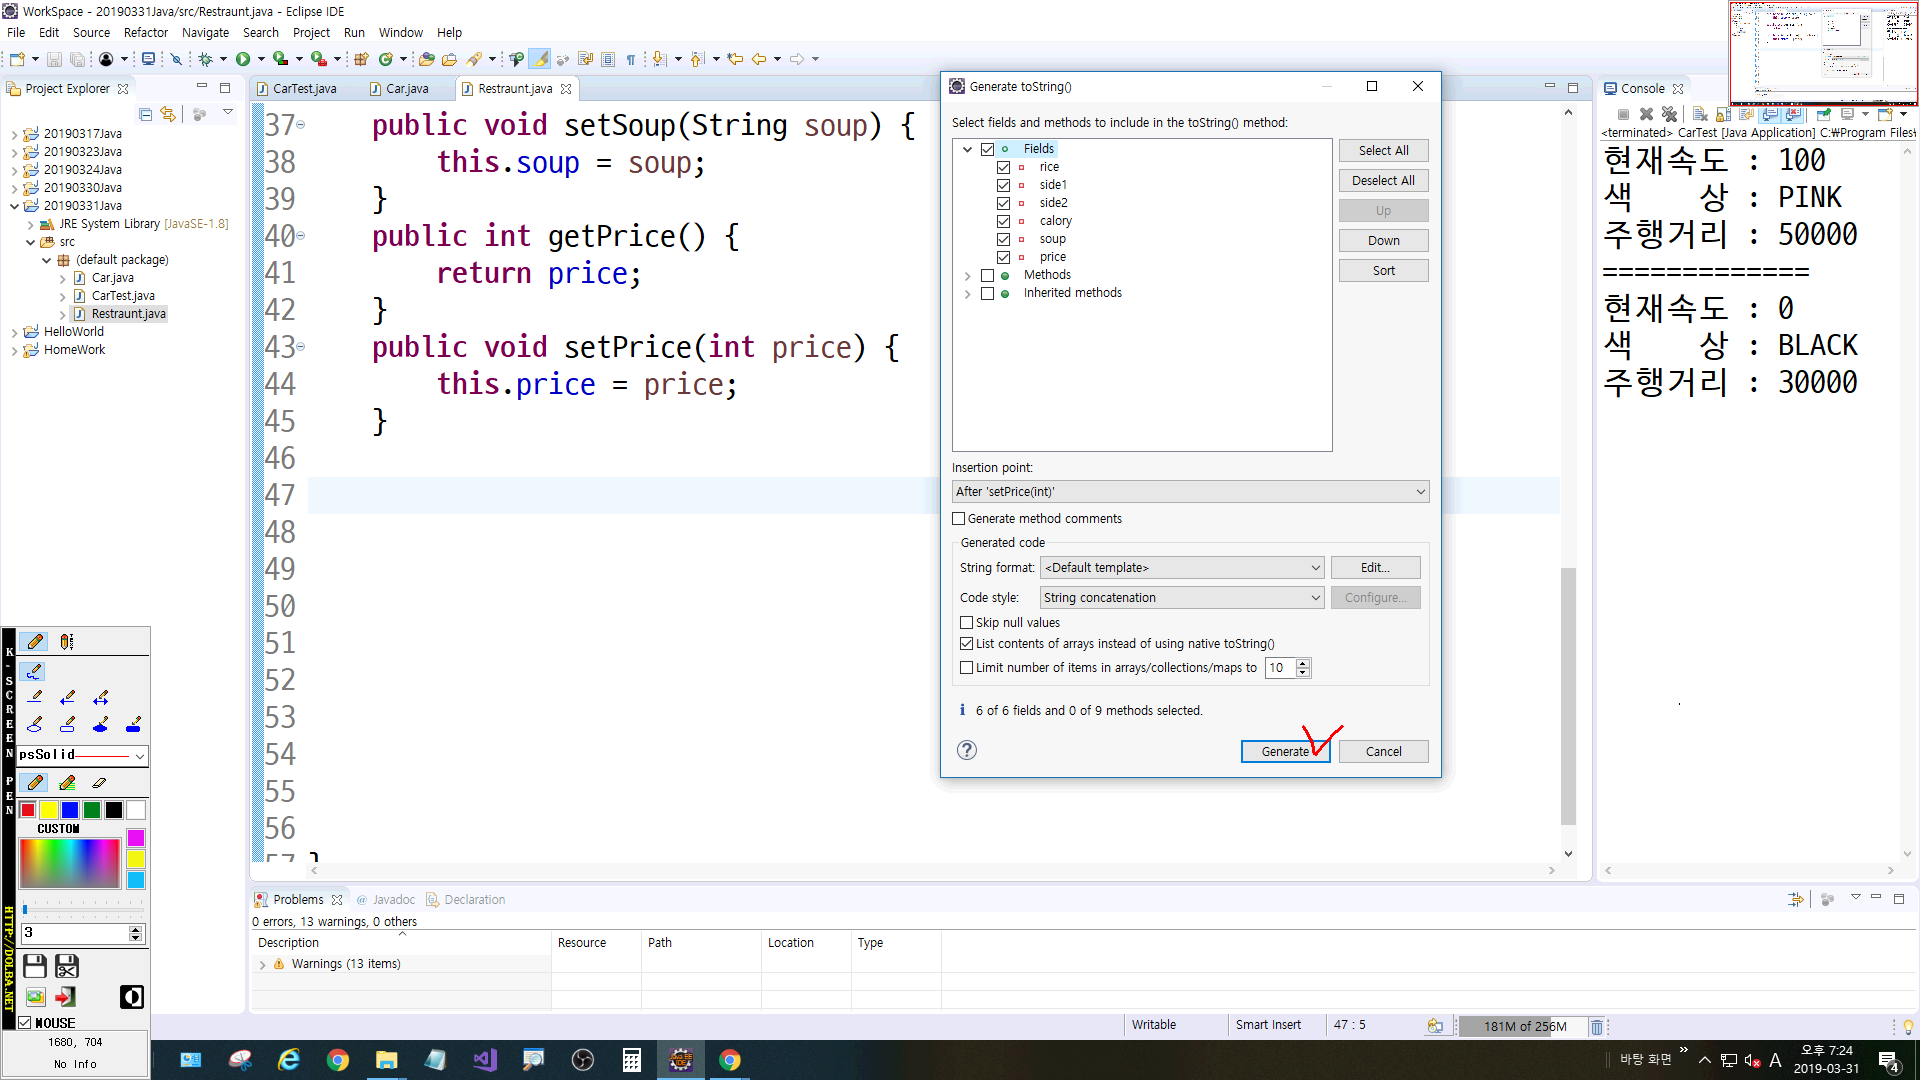 WorkSpace - 20190331Java/src/Restraunt.java - Eclipse IDE
File Edit Source Refactor Navigate Search Project Run Window Help
Project Explorer
20190317Java
20190323Java
20190324Java
20190330Java
20190331Java
JRE System Library [JavaSE-1.8]
src
(default package)
Car.java
CarTest.java
Restraunt.java
HelloWorld
HomeWork
CarTest.java Car.java Restraunt.java
37 public void setSoup(String soup) {
38 this.soup = soup;
39 }
40 public int getPrice() {
41 return price;
42 }
43 public void setPrice(int price) {
44 this.price = price;
45 }
46
47
48
49
50
51
52
53
54
55
56
57 }
Generate toString()
Select fields and methods to include in the toString() method:
Fields
rice
side1
side2
calory
soup
price
Methods
Inherited methods
Select All
Deselect All
Up
Down
Sort
Insertion point:
After 'setPrice(int)'
Generate method comments
Generated code
String format: <Default template> Edit...
Code style: String concatenation Configure...
Skip null values
List contents of arrays instead of using native toString()
Limit number of items in arrays/collections/maps to 10
6 of 6 fields and 0 of 9 methods selected.
Generate Cancel
Console
<terminated> CarTest [Java Application] C:₩Program Files₩
현재속도 : 100
색 상 : PINK
주행거리 : 50000
=============
현재속도 : 0
색 상 : BLACK
주행거리 : 30000
Problems Javadoc Declaration
0 errors, 13 warnings, 0 others
Description Resource Path Location Type
Warnings (13 items)
Writable Smart Insert 47 : 5 181M of 256M
K-SCREEN PEN
HTTP://DOLBA.NET
psSolid
CUSTOM
3
MOUSE
1680, 704
No Info
바탕 화면
A
오후 7:24
2019-03-31
4